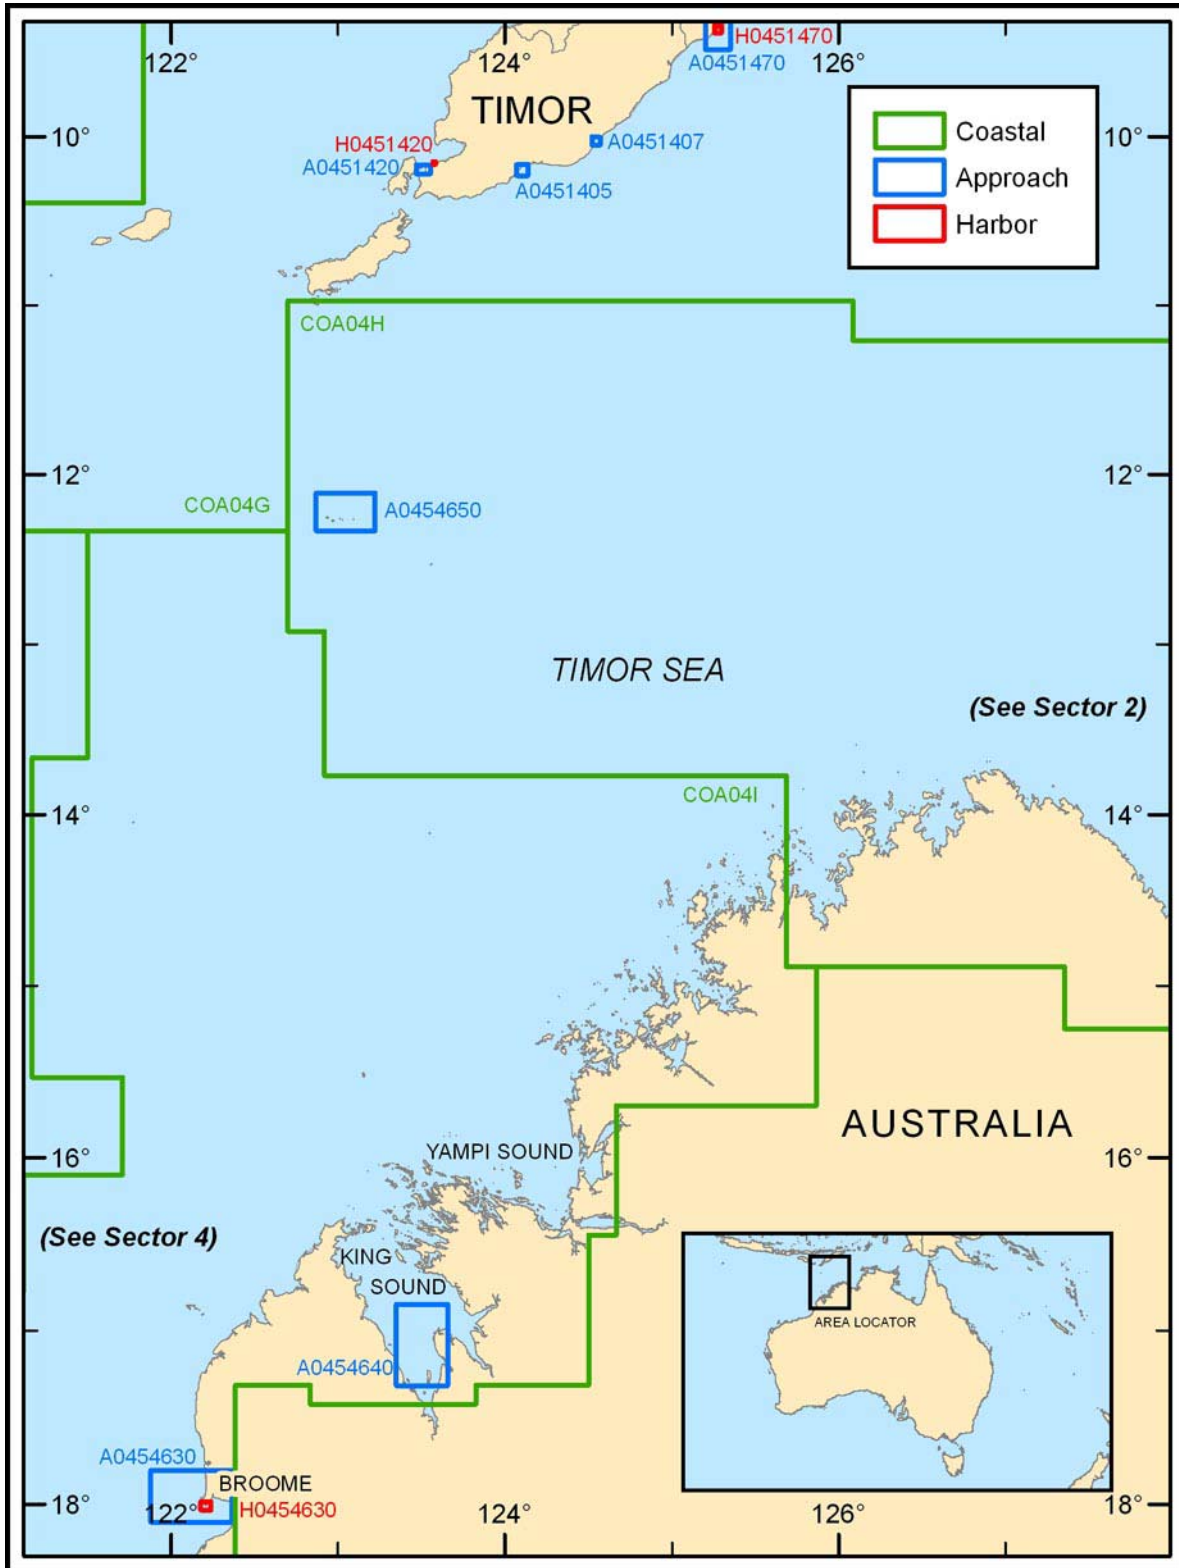 122°
124°
126°
H0451470
A0451470
TIMOR
10°
10°
H0451420
A0451420
A0451407
A0451405
Coastal
Approach
Harbor
COA04H
12°
12°
COA04G
A0454650
TIMOR SEA
(See Sector 2)
COA04I
14°
14°
AUSTRALIA
YAMPI SOUND
16°
16°
(See Sector 4)
KING
SOUND
AREA LOCATOR
A0454640
A0454630
BROOME
H0454630
18°
18°
122°
124°
126°